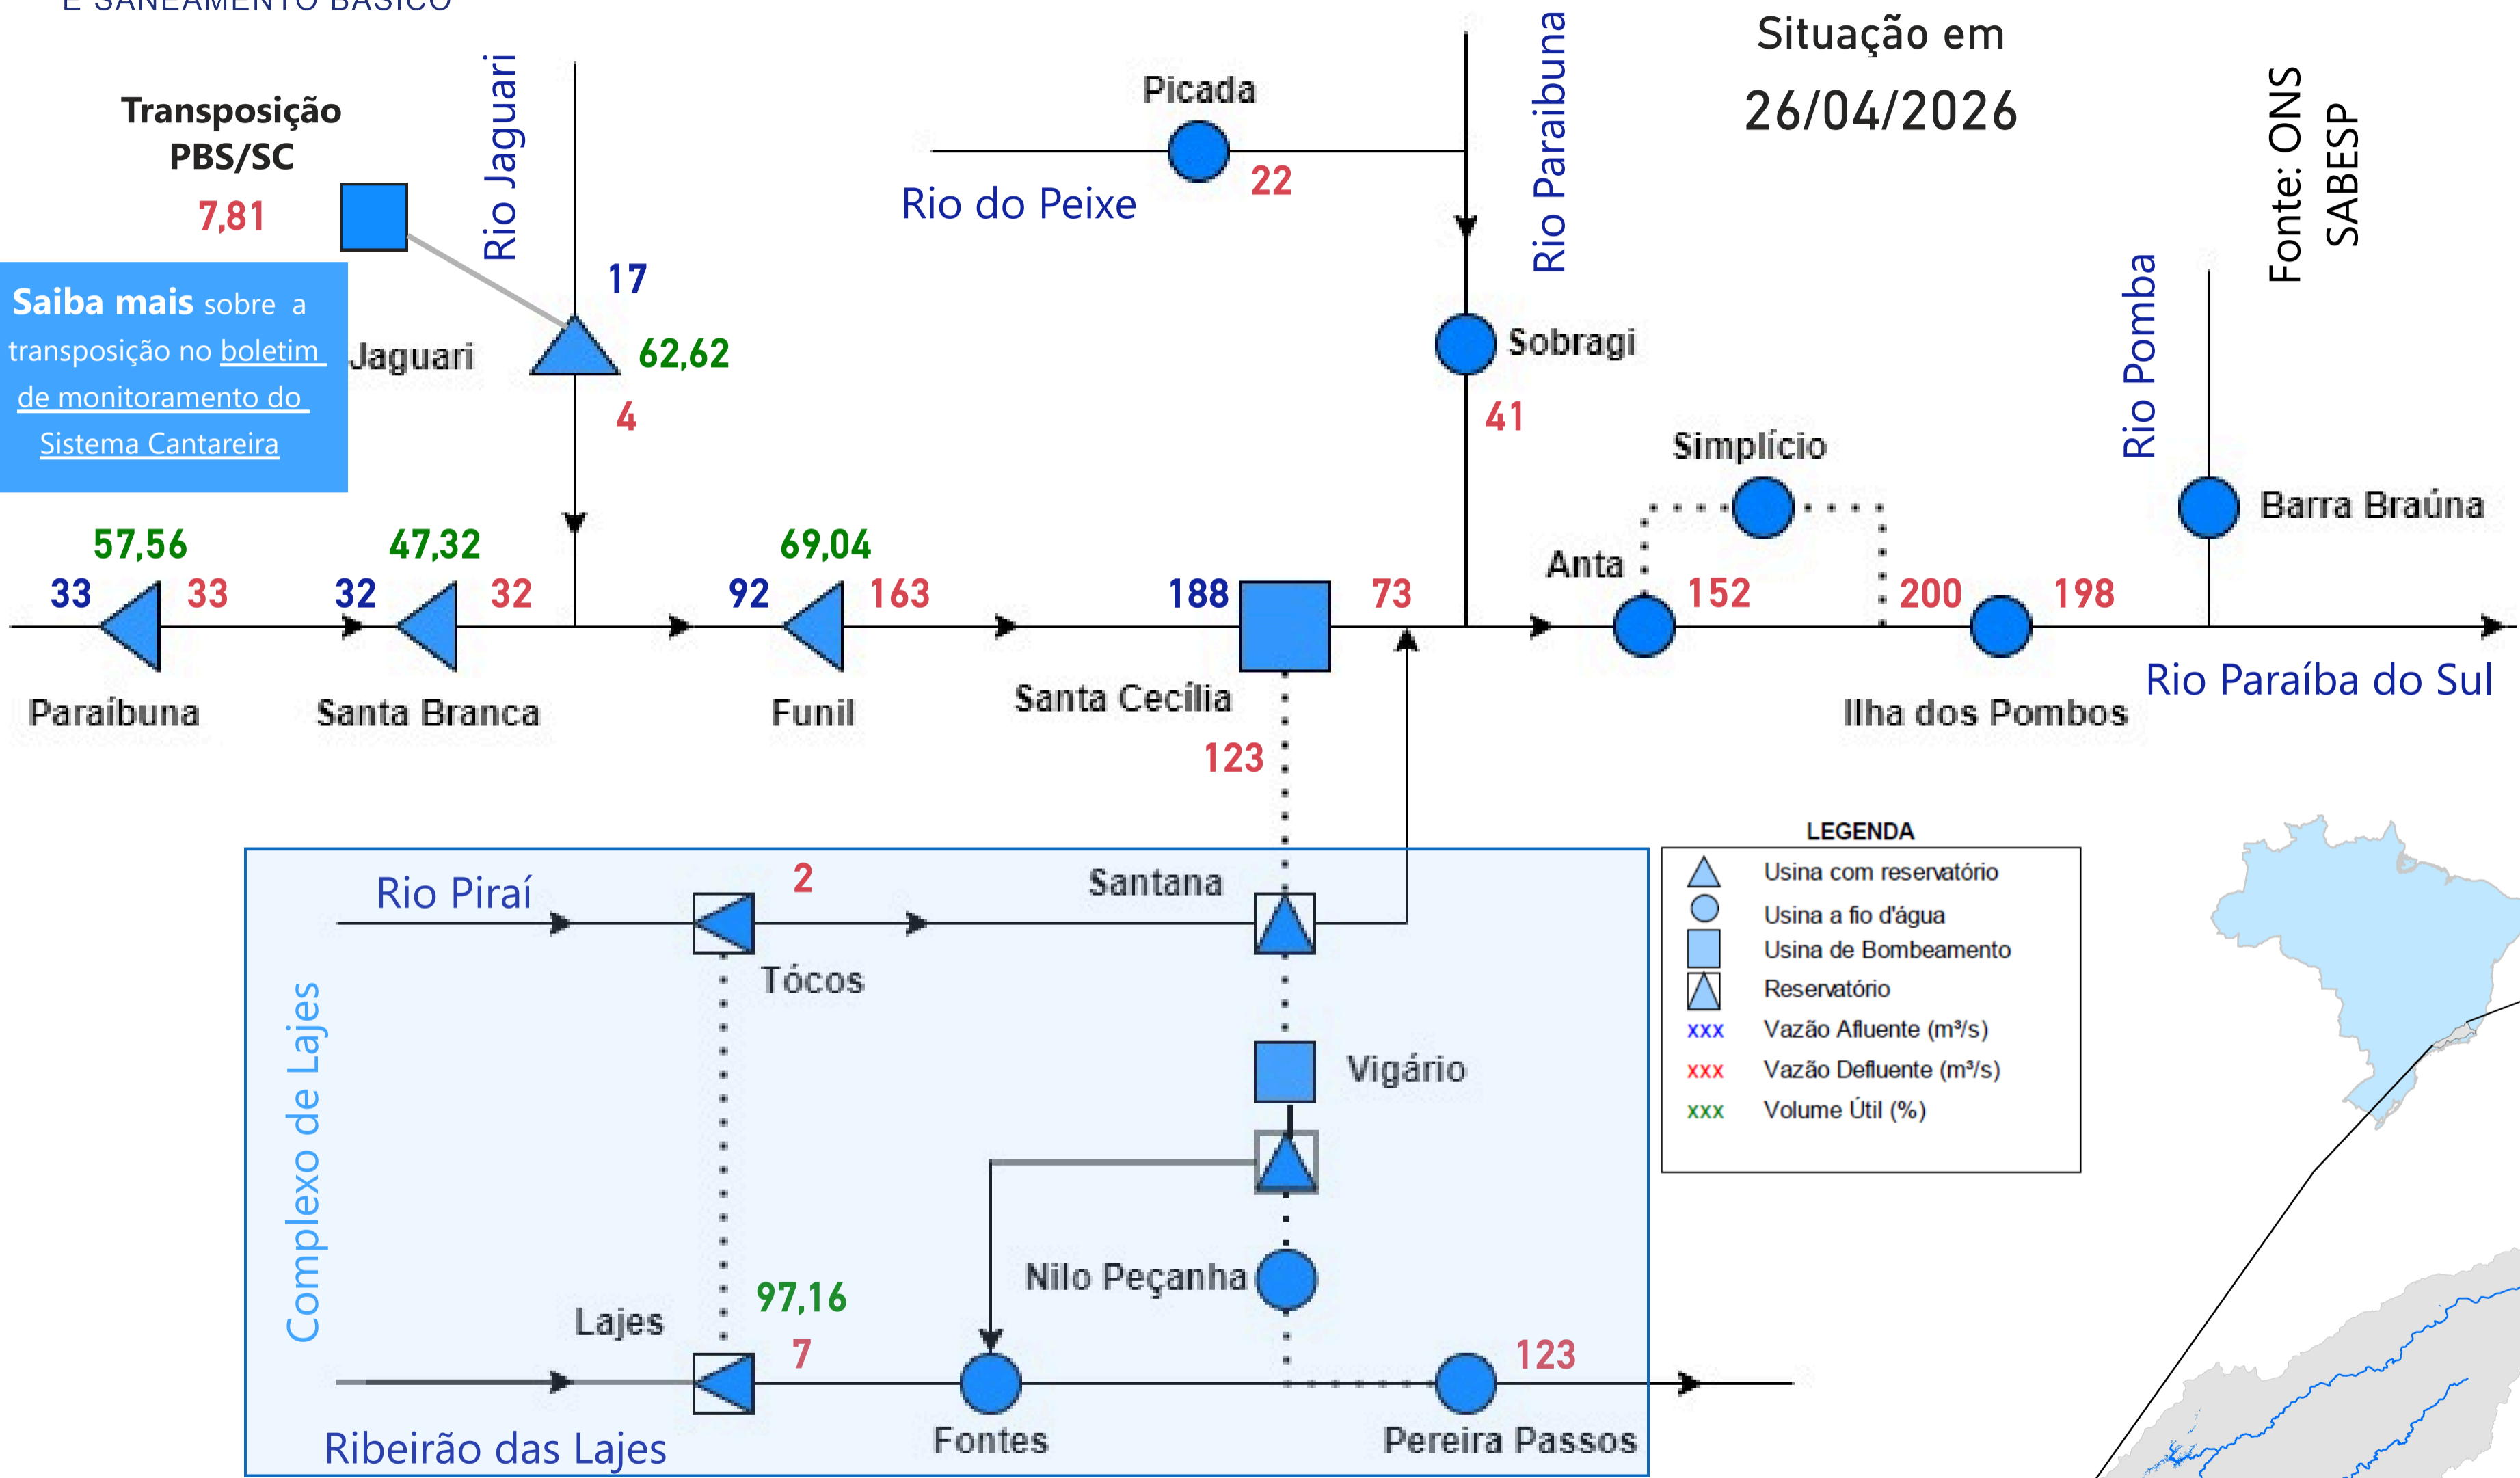 E SANEAMENTO BÁSICO
Situação em
26/04/2026
Fonte: ONS
SABESP
Transposição
PBS/SC
7,81
Rio Jaguari
17
Jaguari
62,62
4
Saiba mais sobre a
transposição no boletim
de monitoramento do
Sistema Cantareira
Picada
22
Rio do Peixe
Rio Paraibuna
Sobragi
41
Simplício
Rio Pomba
Barra Braúna
57,56
33
33
Paraíbuna
47,32
32
32
Santa Branca
69,04
92
163
Funil
188
73
Santa Cecília
123
Anta
152
200
198
Ilha dos Pombos
Rio Paraíba do Sul
Complexo de Lajes
Rio Piraí
2
Tócos
Santana
Vigário
Nilo Peçanha
97,16
Lajes
7
123
Ribeirão das Lajes
Fontes
Pereira Passos
LEGENDA
Usina com reservatório
Usina a fio d'água
Usina de Bombeamento
Reservatório
xxx Vazão Afluente (m³/s)
xxx Vazão Defluente (m³/s)
xxx Volume Útil (%)